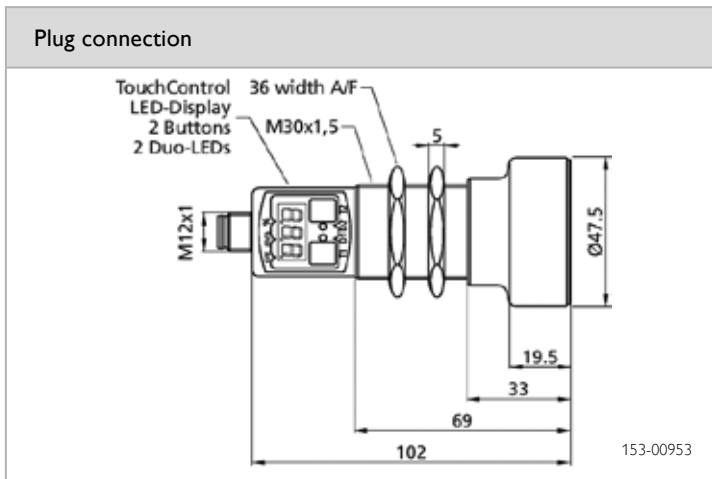 Plug connection
TouchControl
LED-Display
2 Buttons
2 Duo-LEDs
36 width A/F
M30x1,5
5
M12x1
Ø47.5
19.5
33
69
102
153-00953